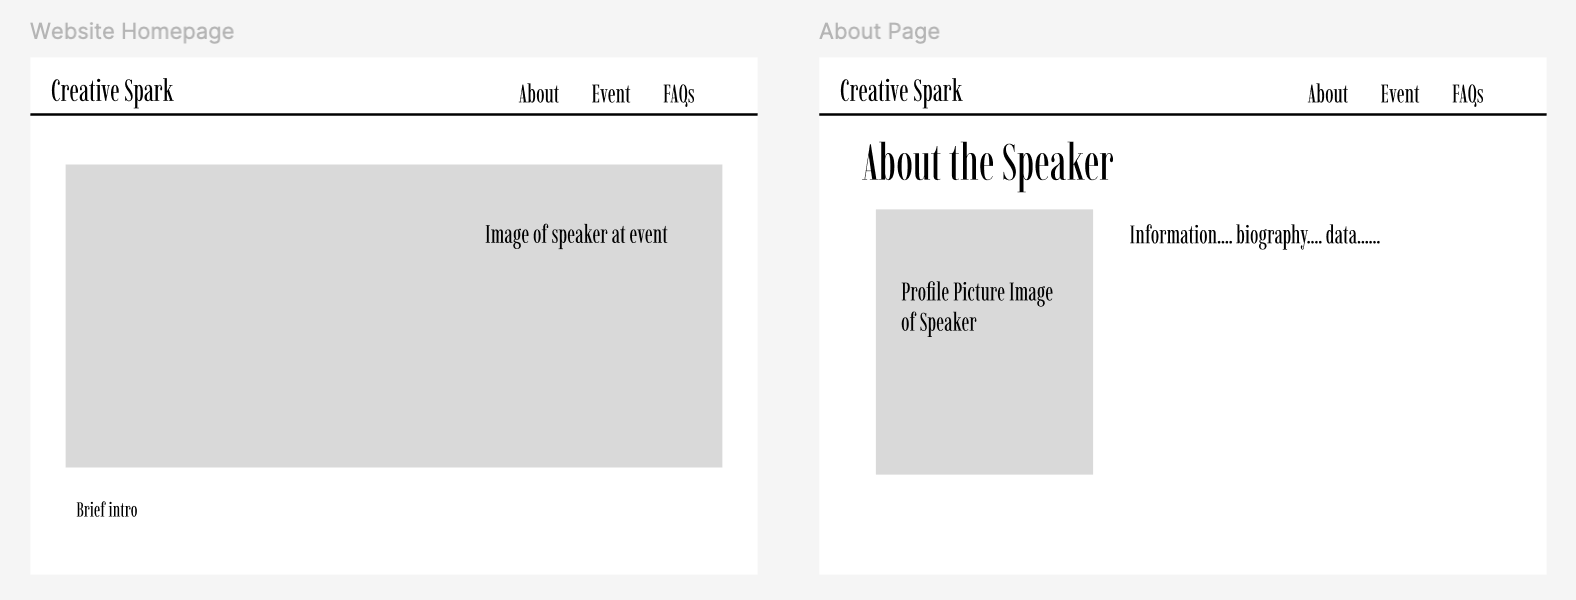 Website Homepage
Creative Spark
About Event FAQs
Image of speaker at event
Brief intro
About Page
Creative Spark
About Event FAQs
About the Speaker
Profile Picture Image
of Speaker
Information.... biography.... data......